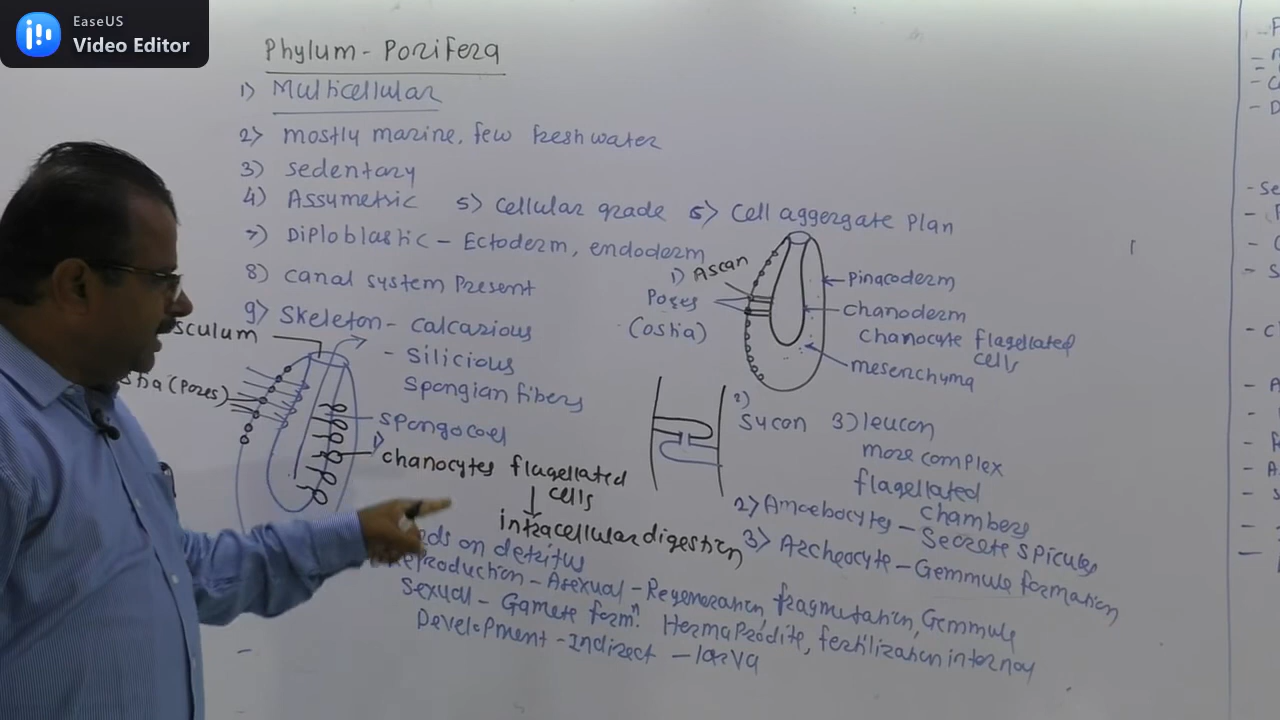 EaseUS
Video Editor
Phylum - Porifera
1) Multicellular
2) mostly marine, few freshwater
3) sedentary
4) Assymetric 5) cellular grade 6) cell aggergate plan
7) Diploblastic - Ectoderm, endoderm
8) canal system Present
9) Skeleton - calcarious
- Silicious
Spongian fibers
sculum
(Pores)
spongocoel
1) chanocytes flagellated
cells
intracellular digestion
1) Ascan
Pores
(ostia)
Pinacoderm
chanoderm
chanocyte flagellated
cells
mesenchyma
2) Sycon 3) leucon
more complex
flagellated
chambers
2) Amoebocytes - Secrete spicules
3) Archeocyte - Gemmule formation
on detritus
Reproduction - Asexual - Regeneration, fragmutation, Gemmule
Sexual - Gamete formn. Hermaprodite, fertilization internay
Development - Indirect - larva